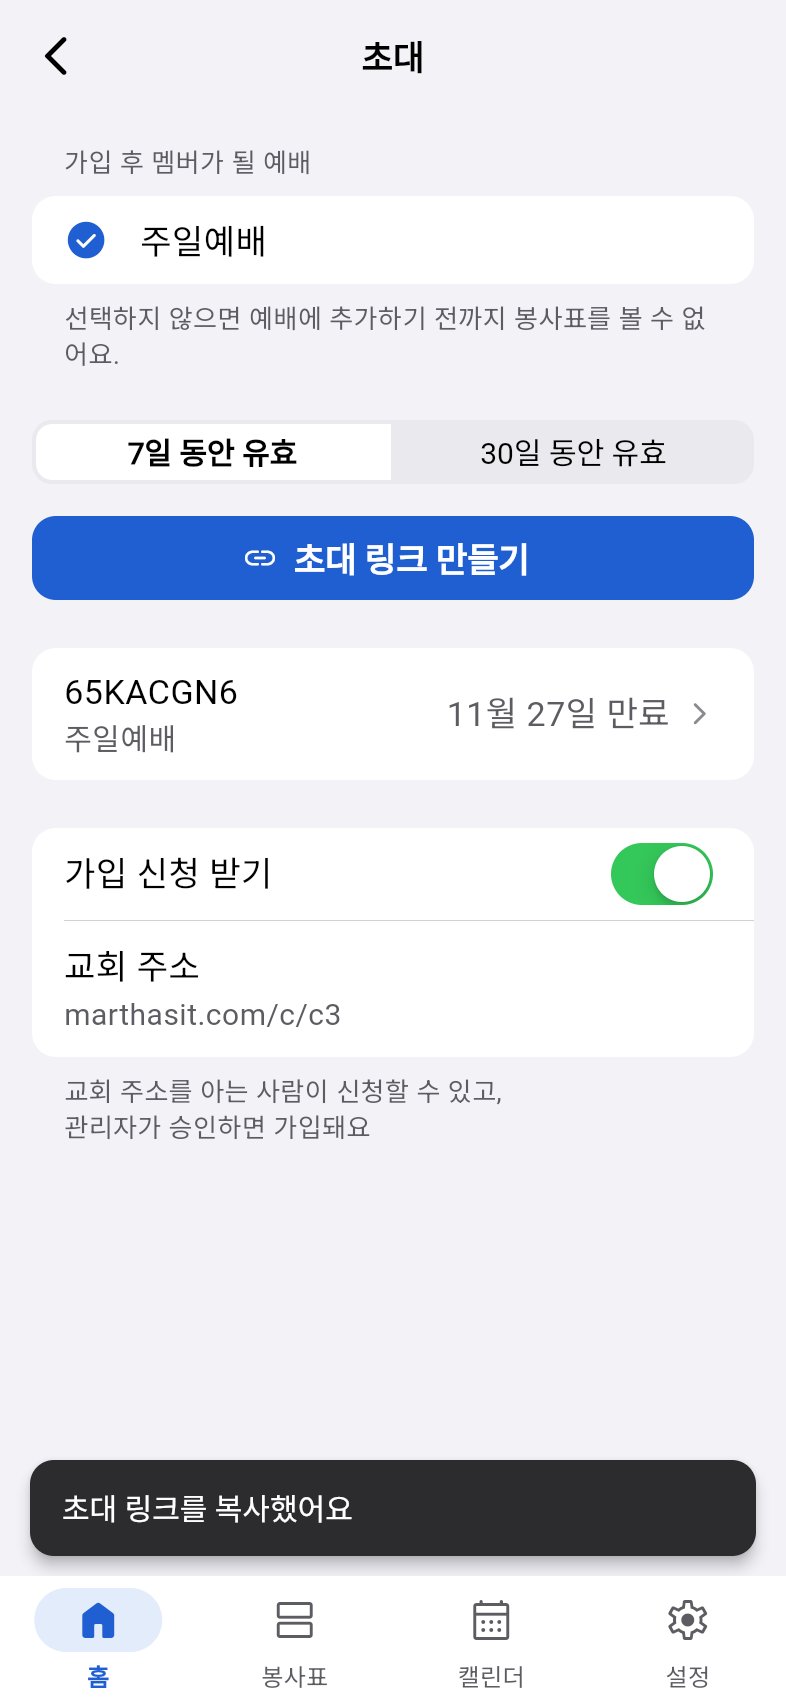 초대
가입 후 멤버가 될 예배
주일예배
선택하지 않으면 예배에 추가하기 전까지 봉사표를 볼 수 없
어요.
7일 동안 유효
30일 동안 유효
초대 링크 만들기
65KACGN6
주일예배
11월 27일 만료
가입 신청 받기
교회 주소
marthasit.com/c/c3
교회 주소를 아는 사람이 신청할 수 있고,
관리자가 승인하면 가입돼요
초대 링크를 복사했어요
홈
봉사표
캘린더
설정